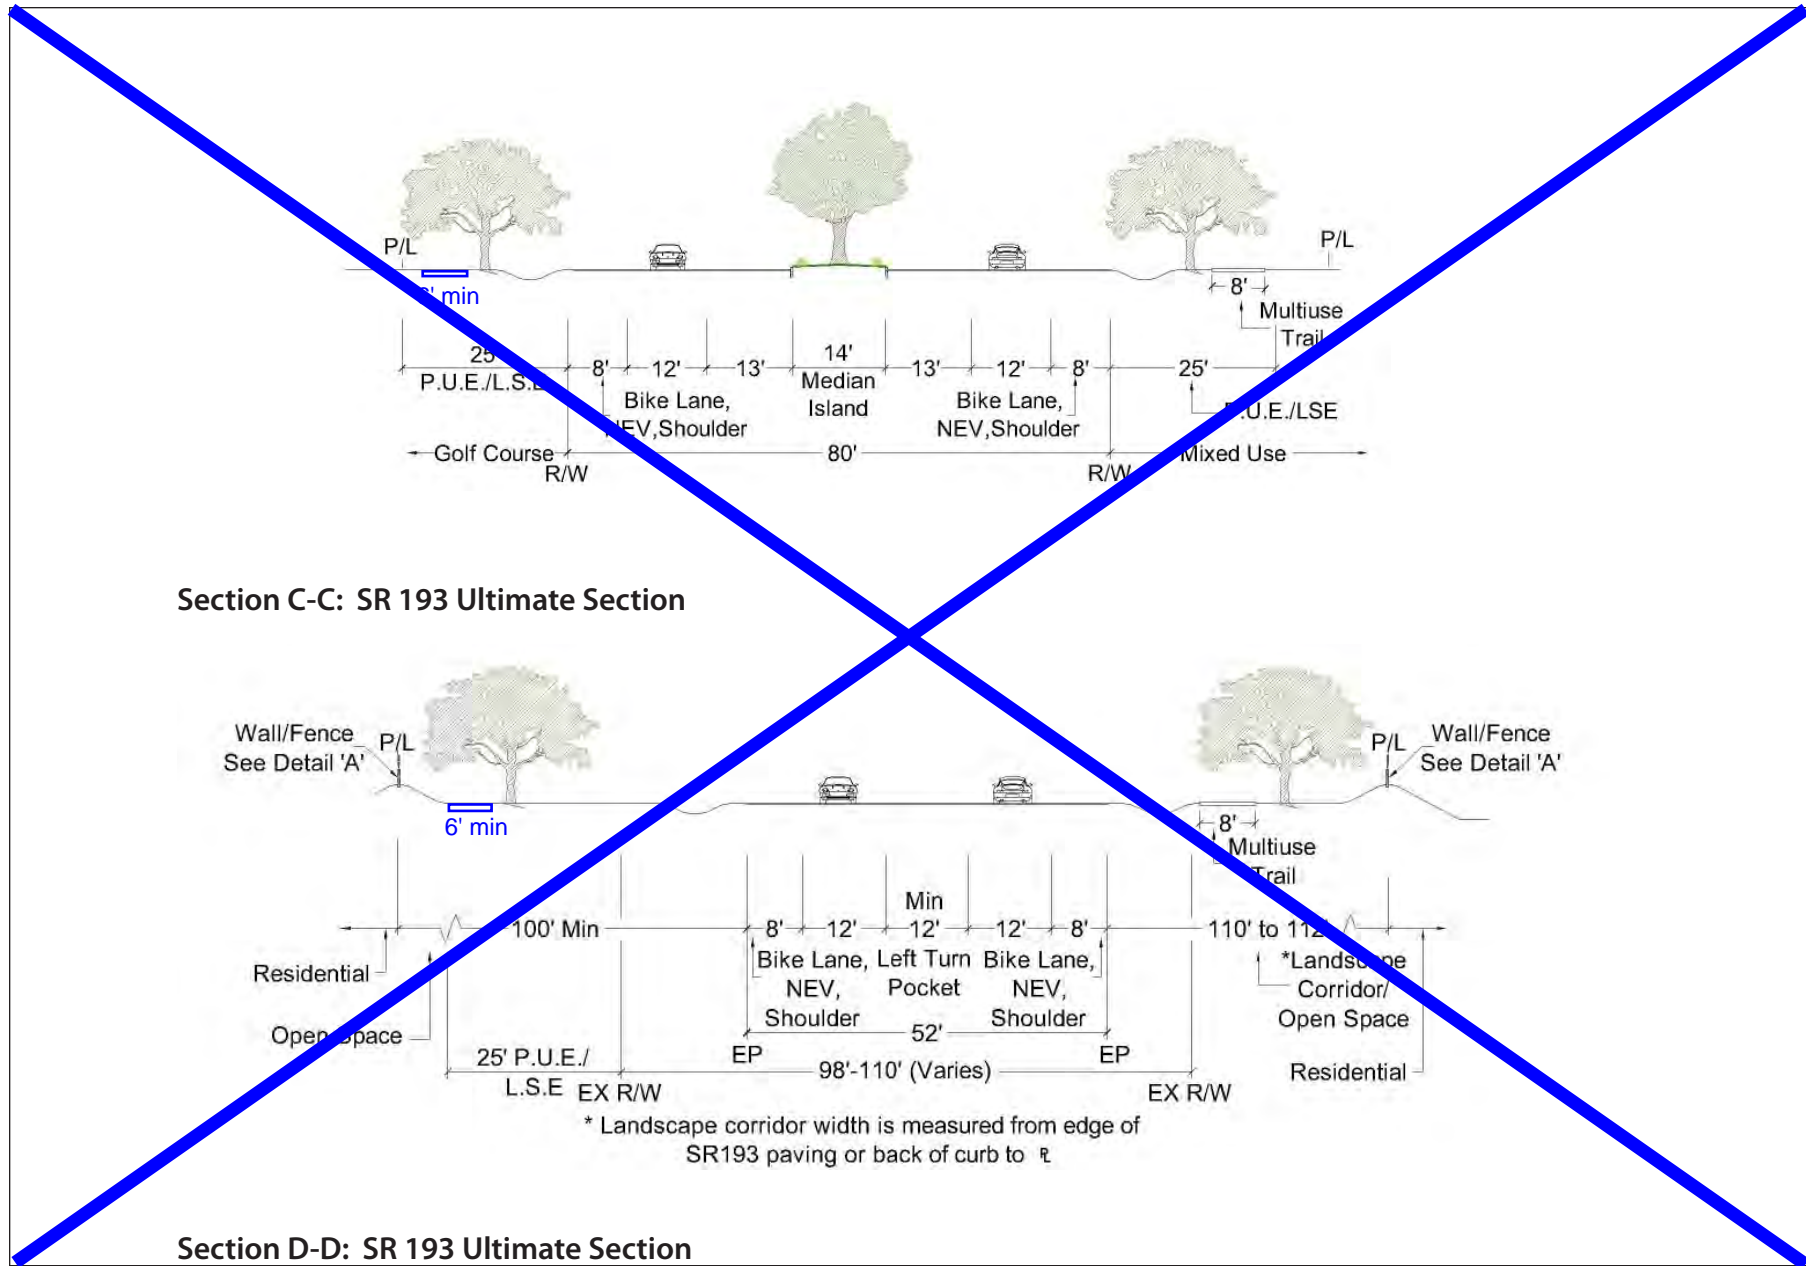 P/L
P/L
' min
8'
Multiuse
Trail
25'
8'
12'
13'
14'
13'
12'
8'
25'
P.U.E./L.S.E
Median
Island
Bike Lane,
NEV,Shoulder
Bike Lane,
NEV,Shoulder
P.U.E./LSE
Golf Course
80'
Mixed Use
R/W
R/W
Section C-C: SR 193 Ultimate Section
Wall/Fence
See Detail 'A'
P/L
P/L
Wall/Fence
See Detail 'A'
6' min
8'
Multiuse
Trail
Min
100' Min
8'
12'
12'
12'
8'
110' to 112'
Residential
Bike Lane,
NEV,
Shoulder
Left Turn
Pocket
Bike Lane,
NEV,
Shoulder
*Landscape
Corridor/
Open Space
Open Space
52'
EP
EP
25' P.U.E./
L.S.E
98'-110' (Varies)
Residential
EX R/W
EX R/W
* Landscape corridor width is measured from edge of
SR193 paving or back of curb to ⅊
Section D-D: SR 193 Ultimate Section